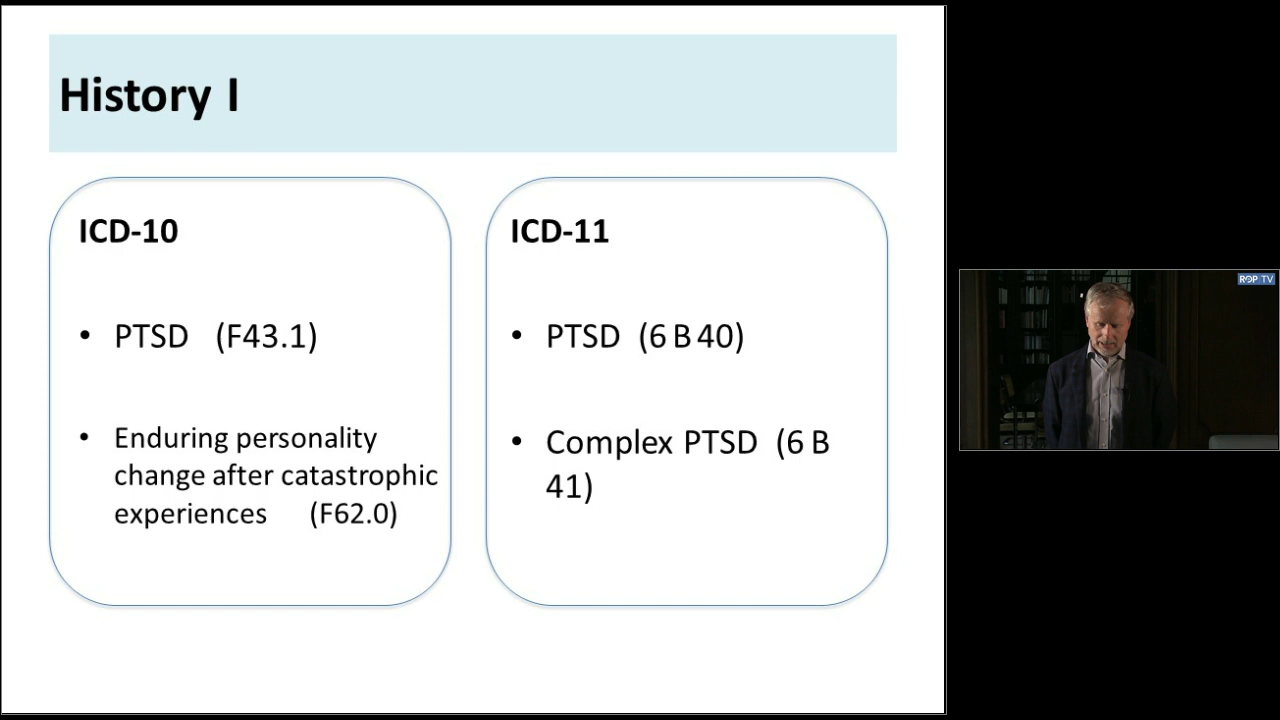 History I
ICD-10
• PTSD (F43.1)
• Enduring personality
change after catastrophic
experiences (F62.0)
ICD-11
• PTSD (6 B 40)
• Complex PTSD (6 B
41)
ROP TV